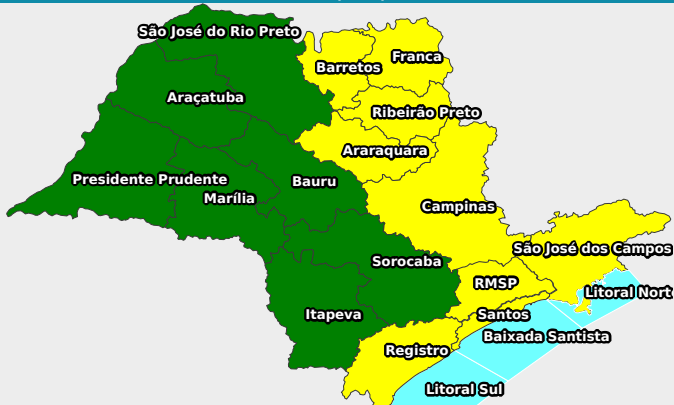 São José do Rio Preto
Franca
Barretos
Araçatuba
Ribeirão Preto
Araraquara
Presidente Prudente
Bauru
Marília
Campinas
São José dos Campos
Sorocaba
RMSP
Litoral Nort
Itapeva
Santos
Baixada Santista
Registro
Litoral Sul